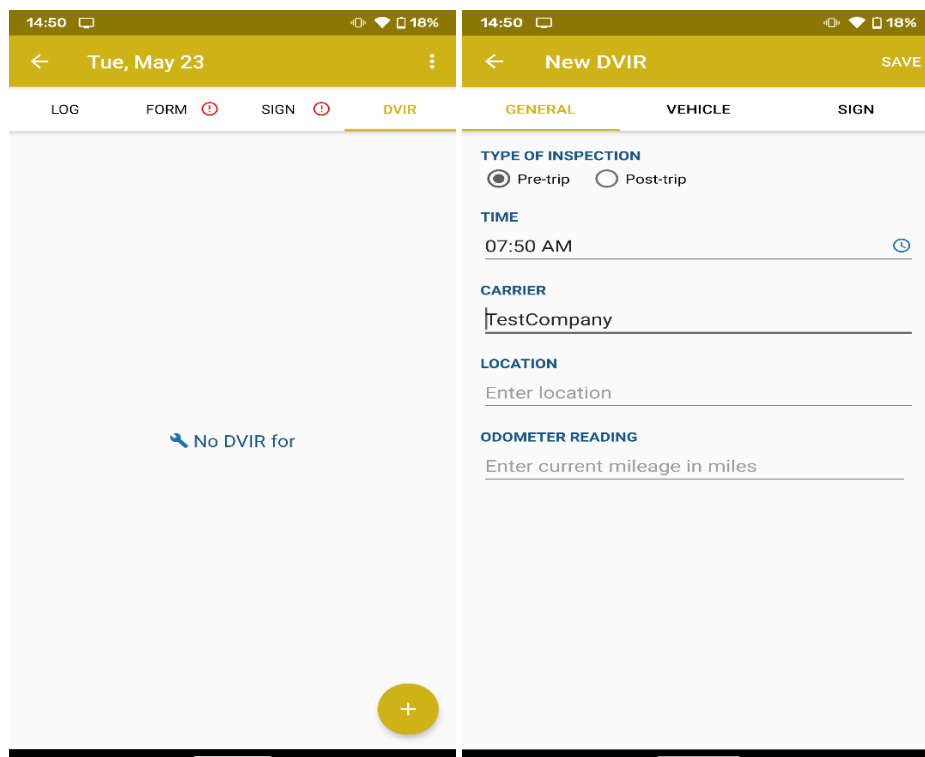 14:50 18%
Tue, May 23
LOG FORM SIGN DVIR
No DVIR for
14:50 18%
New DVIR SAVE
GENERAL VEHICLE SIGN
TYPE OF INSPECTION
Pre-trip Post-trip
TIME
07:50 AM
CARRIER
TestCompany
LOCATION
Enter location
ODOMETER READING
Enter current mileage in miles